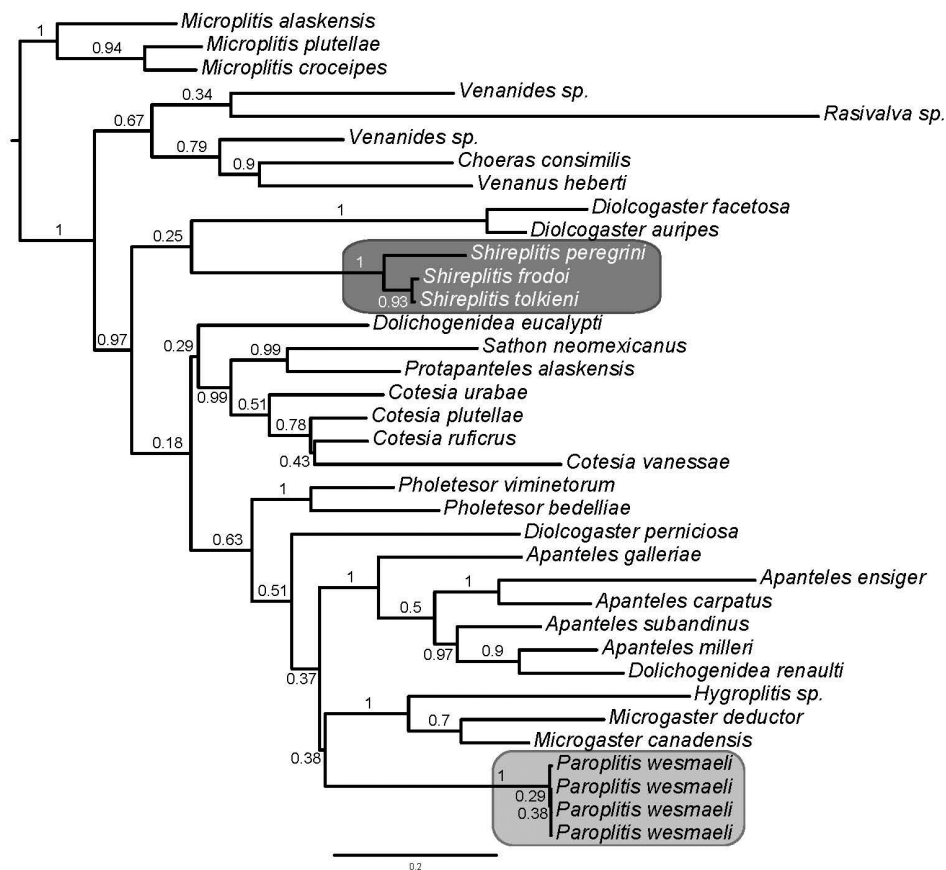 Microplitis alaskensis
1
Microplitis plutellae
0.94
Microplitis croceipes
Venanides sp.
0.34
Rasivalva sp.
0.67
Venanides sp.
0.79
Choeras consimilis
0.9
Venanus heberti
Diolcogaster facetosa
1
1
Diolcogaster auripes
0.25
Shireplitis peregrini
1
Shireplitis frodoi
0.93
Shireplitis tolkieni
Dolichogenidea eucalypti
0.97
0.29
Sathon neomexicanus
0.99
Protapanteles alaskensis
0.99
Cotesia urabae
0.51
Cotesia plutellae
0.78
Cotesia ruficrus
0.18
0.43
Cotesia vanessae
Pholetesor viminetorum
1
Pholetesor bedelliae
0.63
Diolcogaster perniciosa
Apanteles galleriae
1
Apanteles ensiger
1
0.51
0.5
Apanteles carpatus
Apanteles subandinus
0.97
Apanteles milleri
0.9
Dolichogenidea renaulti
0.37
Hygroplitis sp.
1
Microgaster deductor
0.7
Microgaster canadensis
0.38
Paroplitis wesmaeli
1
Paroplitis wesmaeli
0.29
Paroplitis wesmaeli
0.38
Paroplitis wesmaeli
0.2